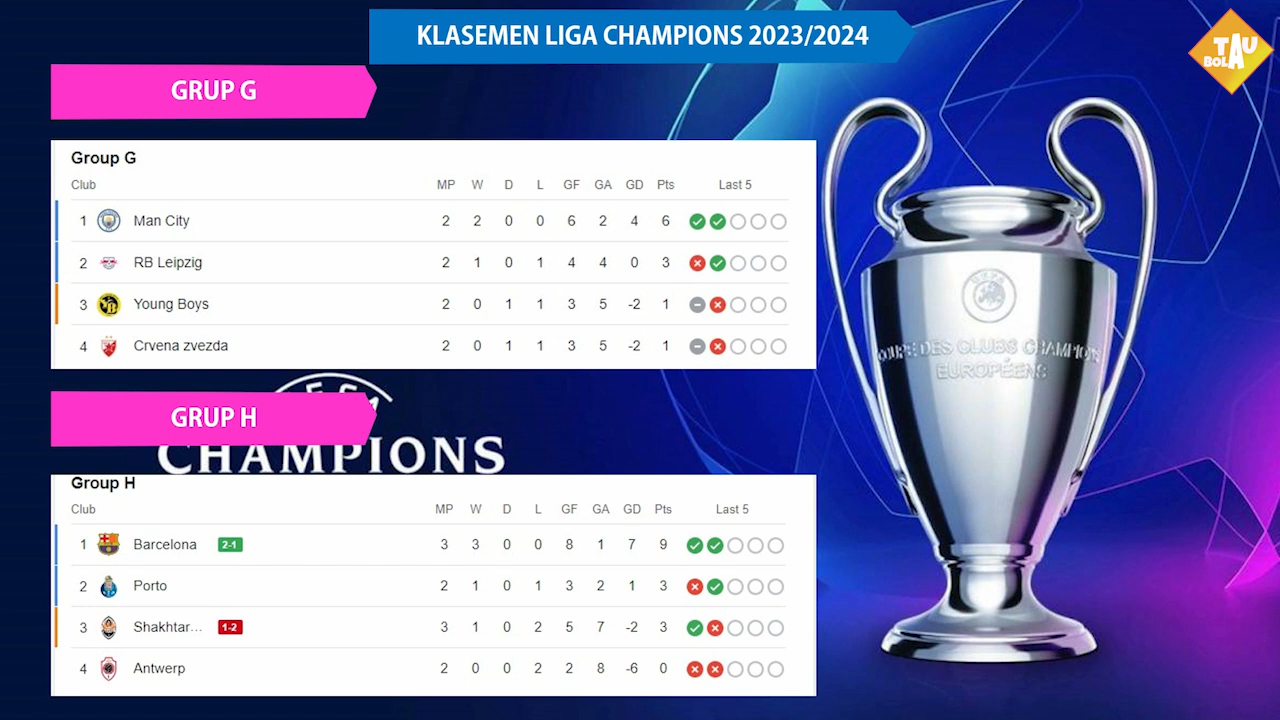 KLASEMEN LIGA CHAMPIONS 2023/2024
TAU
BOLA
GRUP G
Group G
Club MP W D L GF GA GD Pts Last 5
1 Man City 2 2 0 0 6 2 4 6
2 RB Leipzig 2 1 0 1 4 4 0 3
3 Young Boys 2 0 1 1 3 5 -2 1
4 Crvena zvezda 2 0 1 1 3 5 -2 1
UEFA
COUPE DES CLUBS CHAMPIONS
EUROPÉENS
GRUP H
CHAMPIONS
Group H
Club MP W D L GF GA GD Pts Last 5
1 Barcelona 2-1 3 3 0 0 8 1 7 9
2 Porto 2 1 0 1 3 2 1 3
3 Shakhtar... 1-2 3 1 0 2 5 7 -2 3
4 Antwerp 2 0 0 2 2 8 -6 0